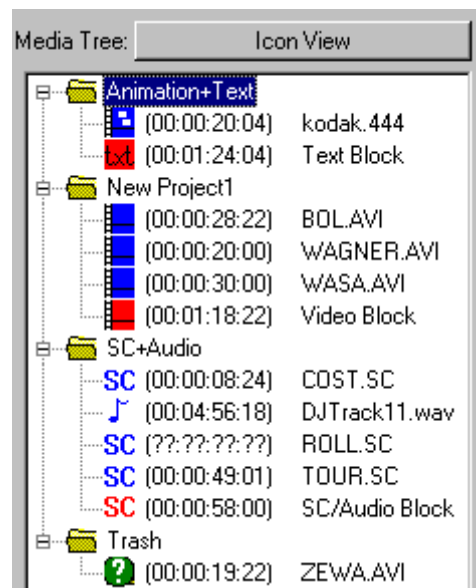 Media Tree: Icon View
Animation+Text
(00:00:20:04) kodak.444
txt (00:01:24:04) Text Block
New Project1
(00:00:28:22) BOL.AVI
(00:00:20:00) WAGNER.AVI
(00:00:30:00) WASA.AVI
(00:01:18:22) Video Block
SC+Audio
SC (00:00:08:24) COST.SC
(00:04:56:18) DJTrack11.wav
SC (??:??:??:??) ROLL.SC
SC (00:00:49:01) TOUR.SC
SC (00:00:58:00) SC/Audio Block
Trash
? (00:00:19:22) ZEWA.AVI